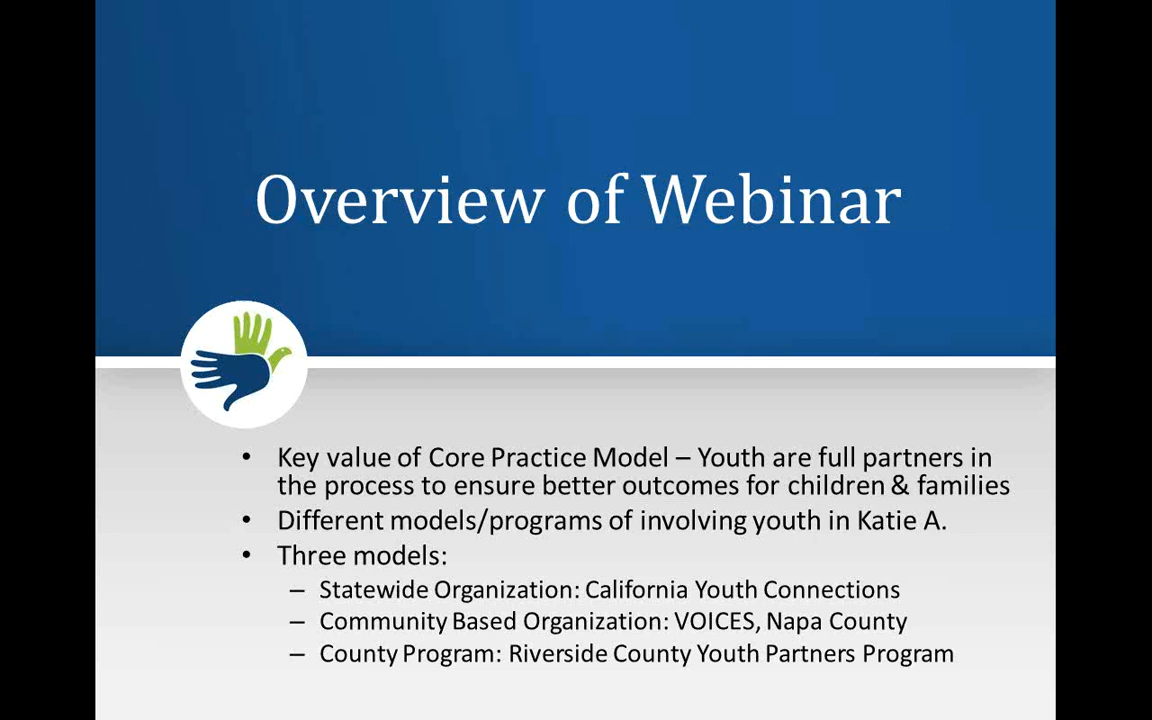 Overview of Webinar
• Key value of Core Practice Model – Youth are full partners in
the process to ensure better outcomes for children & families
• Different models/programs of involving youth in Katie A.
• Three models:
– Statewide Organization: California Youth Connections
– Community Based Organization: VOICES, Napa County
– County Program: Riverside County Youth Partners Program